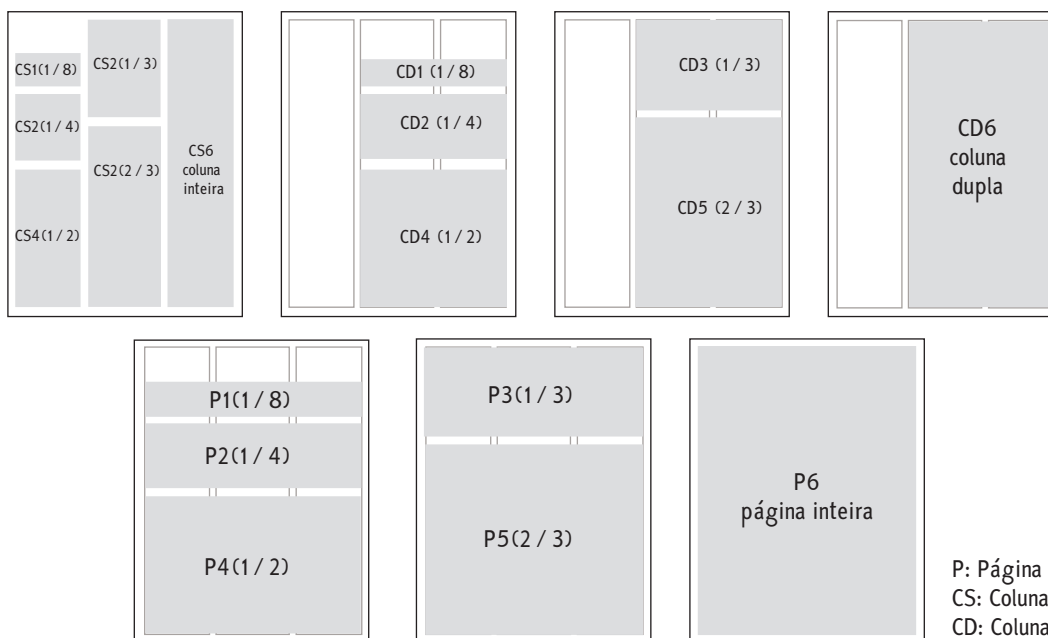 CS1(1 / 8)
CS2(1 / 4)
CS4(1 / 2)
CS2(1 / 3)
CS2(2 / 3)
CS6
coluna
inteira
CD1 (1 / 8)
CD2 (1 / 4)
CD4 (1 / 2)
CD3 (1 / 3)
CD5 (2 / 3)
CD6
coluna
dupla
P1(1 / 8)
P2(1 / 4)
P4(1 / 2)
P3(1 / 3)
P5(2 / 3)
P6
página inteira
P: Página
CS: Coluna
CD: Coluna